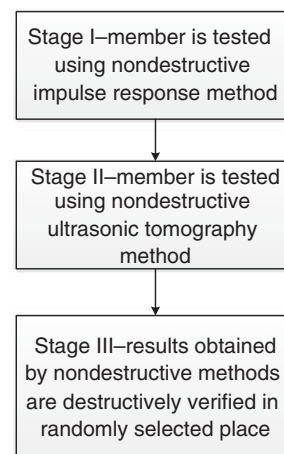 Stage I–member is tested
using nondestructive
impulse response method
Stage II–member is tested
using nondestructive
ultrasonic tomography
method
Stage III–results obtained
by nondestructive methods
are destructively verified in
randomly selected place